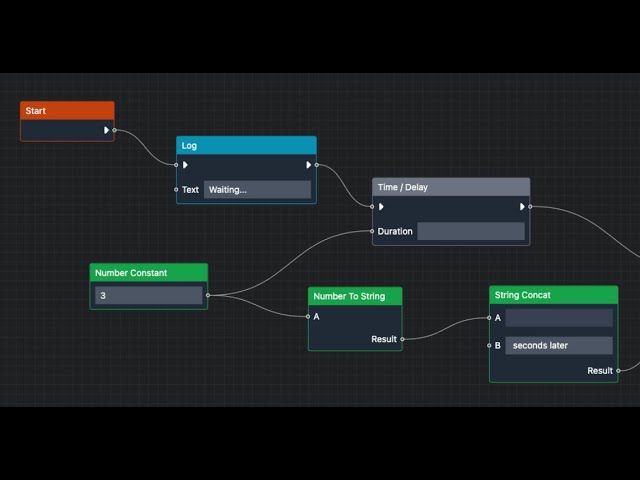 Start
Log
Text Waiting...
Time / Delay
Duration
Number Constant
3
Number To String
A
Result
String Concat
A
B seconds later
Result